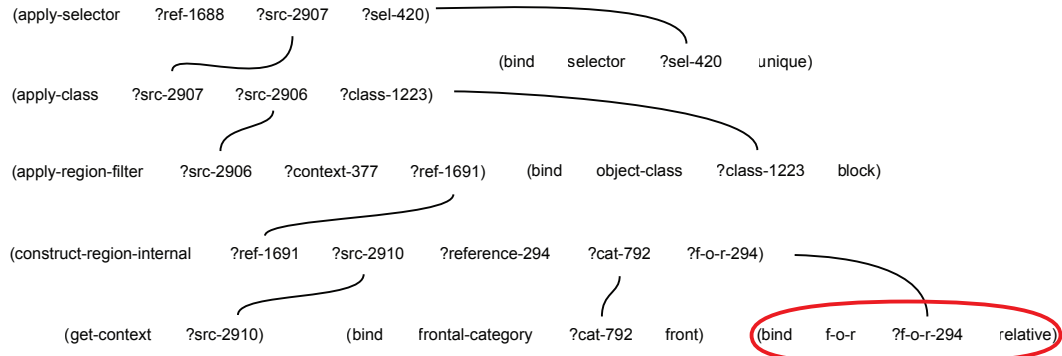 (apply-selector ?ref-1688 ?src-2907 ?sel-420)
(bind selector ?sel-420 unique)
(apply-class ?src-2907 ?src-2906 ?class-1223)
(apply-region-filter ?src-2906 ?context-377 ?ref-1691) (bind object-class ?class-1223 block)
(construct-region-internal ?ref-1691 ?src-2910 ?reference-294 ?cat-792 ?f-o-r-294)
(get-context ?src-2910) (bind frontal-category ?cat-792 front) (bind f-o-r ?f-o-r-294 relative)